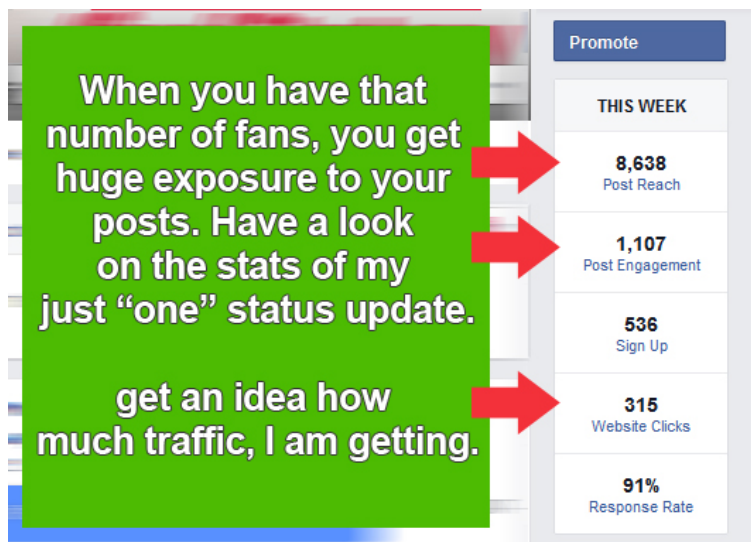 When you have that
number of fans, you get
huge exposure to your
posts. Have a look
on the stats of my
just “one” status update.
get an idea how
much traffic, I am getting.
Promote
THIS WEEK
8,638
Post Reach
1,107
Post Engagement
536
Sign Up
315
Website Clicks
91%
Response Rate